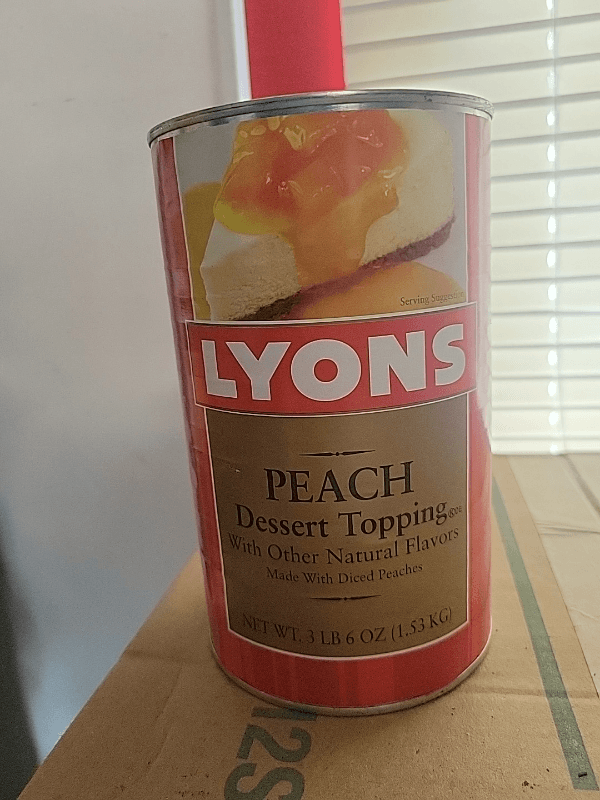 Serving Suggestion
LYONS
PEACH
Dessert Topping
With Other Natural Flavors
Made With Diced Peaches
NET WT. 3 LB 6 OZ (1.53 KG)
12S